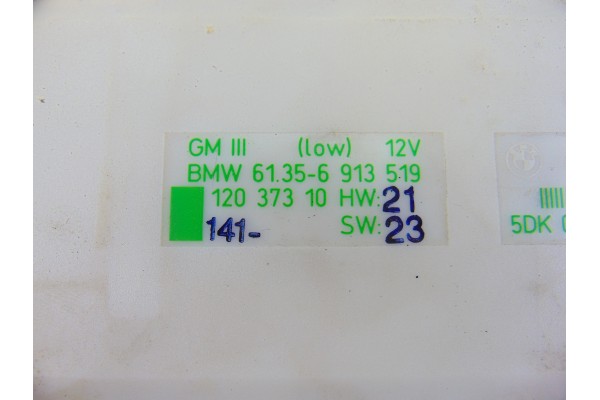 GM III (low) 12V
BMW 61.35-6 913 519
120 373 10 HW: 21
141- SW: 23
5DK